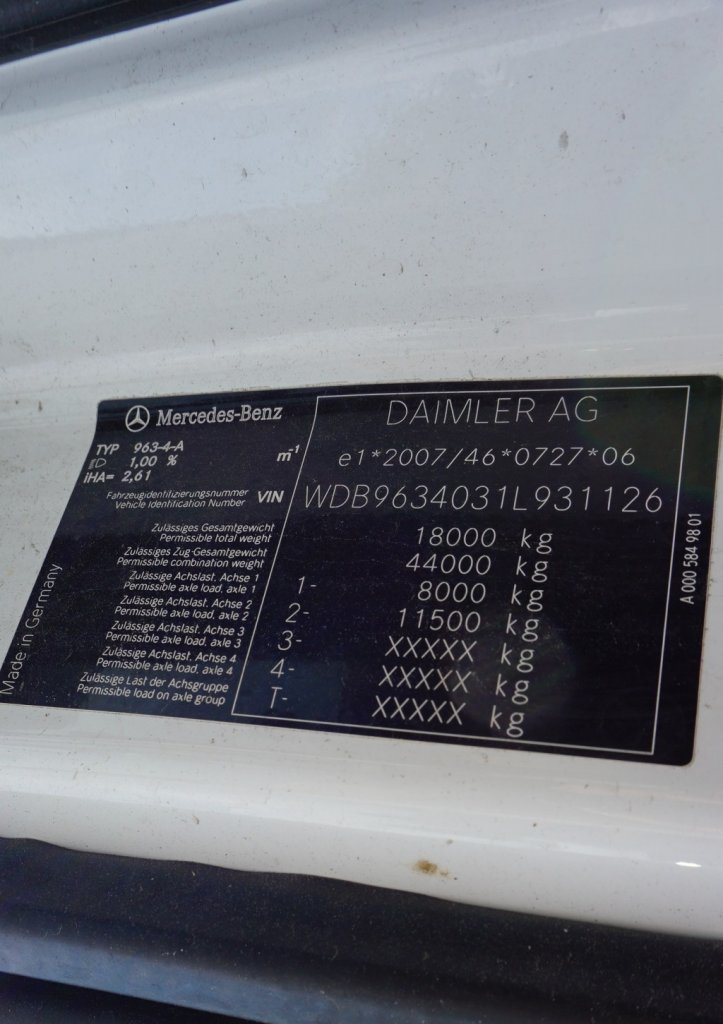 Mercedes-Benz
DAIMLER AG
TYP 963-4-A
1,00 % m-1
iHA= 2,61
e1*2007/46*0727*06
Fahrzeugidentifizierungsnummer
Vehicle Identification Number VIN WDB9634031L931126
Zulässiges Gesamtgewicht
Permissible total weight 18000 kg
Zulässiges Zug-Gesamtgewicht
Permissible combination weight 44000 kg
Zulässige Achslast, Achse 1
Permissible axle load, axle 1 1- 8000 kg
Zulässige Achslast, Achse 2
Permissible axle load, axle 2 2- 11500 kg
Zulässige Achslast, Achse 3
Permissible axle load, axle 3 3- XXXXX kg
Zulässige Achslast, Achse 4
Permissible axle load, axle 4 4- XXXXX kg
Zulässige Last der Achsgruppe
Permissible load on axle group T- XXXXX kg
Made in Germany
A 000 584 98 01